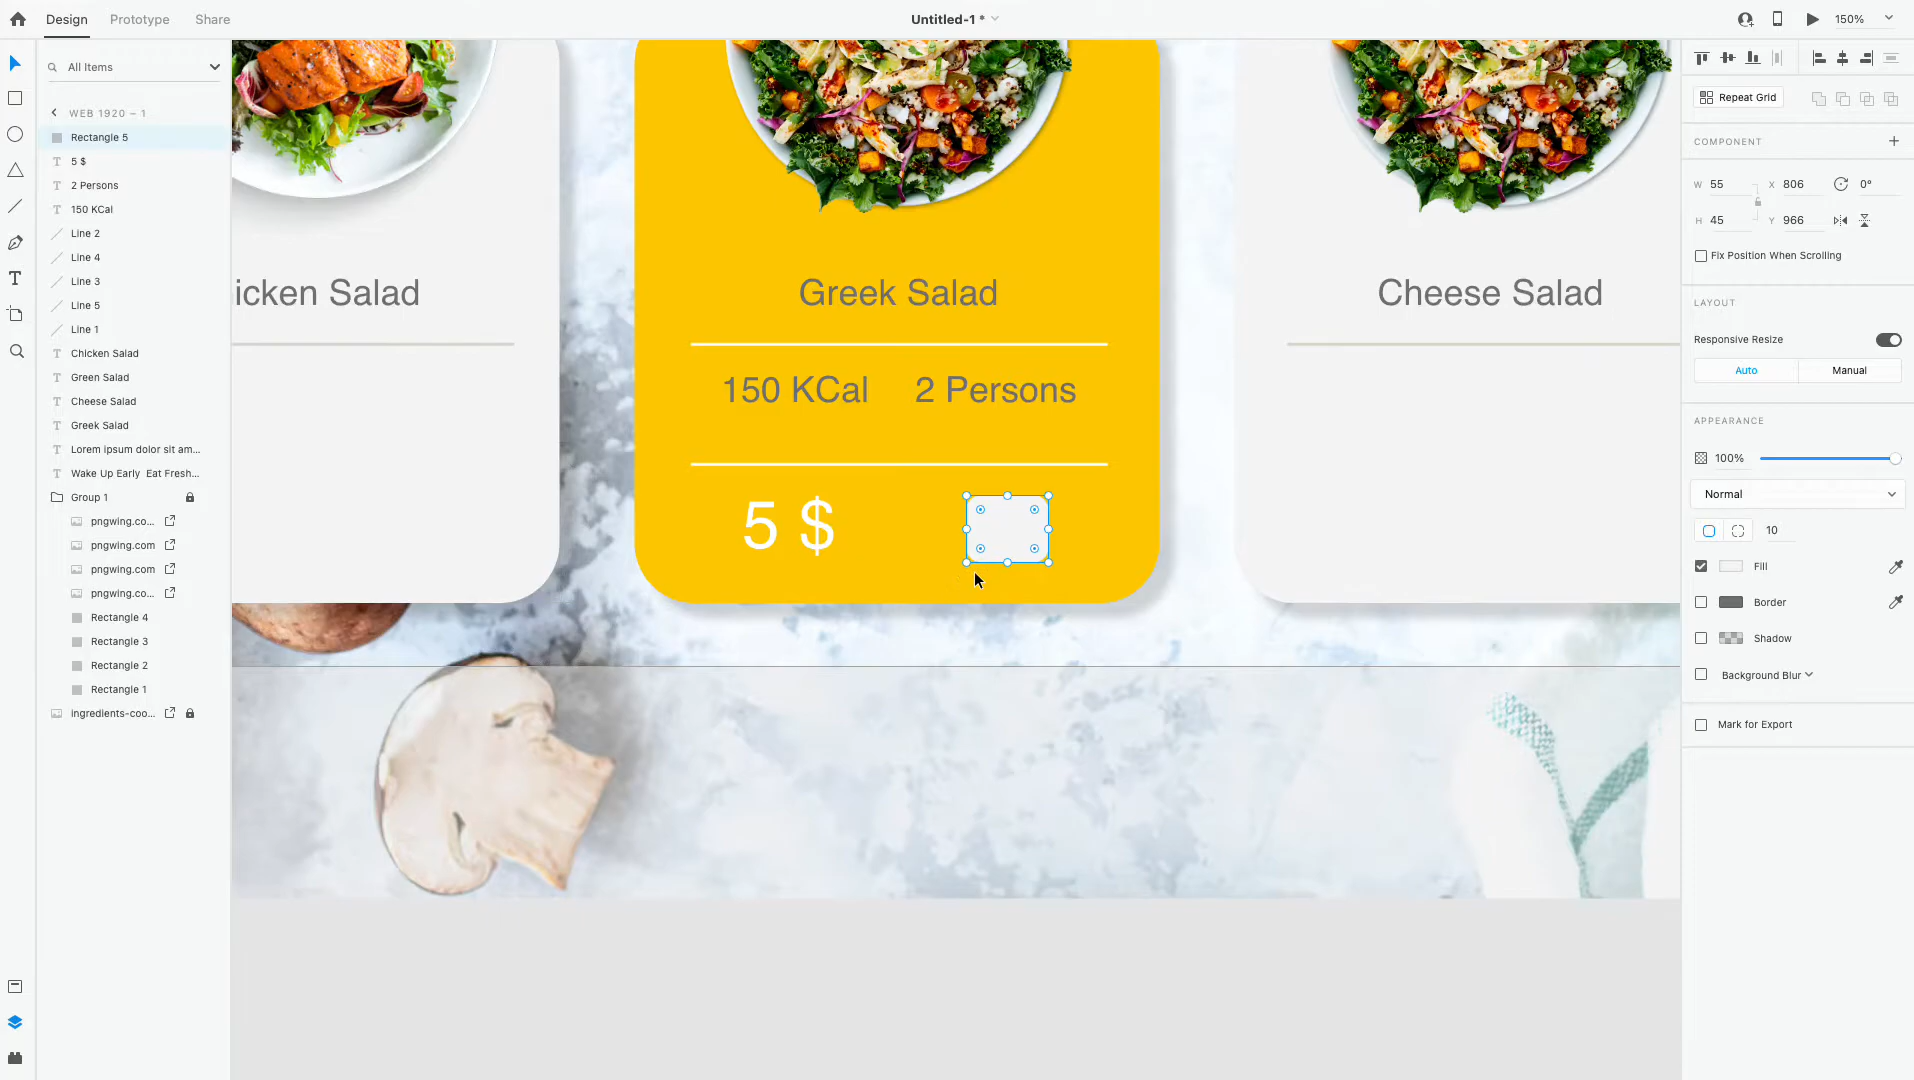 Design
Prototype
Share
Untitled-1 *
150%
All Items
WEB 1920 – 1
Rectangle 5
5 $
2 Persons
150 KCal
Line 2
Line 4
Line 3
Line 5
Line 1
Chicken Salad
Green Salad
Cheese Salad
Greek Salad
Lorem ipsum dolor sit am...
Wake Up Early Eat Fresh...
Group 1
pngwing.co...
pngwing.com
pngwing.com
pngwing.co...
Rectangle 4
Rectangle 3
Rectangle 2
Rectangle 1
ingredients-coo...
icken Salad
Greek Salad
150 KCal
2 Persons
5 $
Cheese Salad
Repeat Grid
COMPONENT
W 55
X 806
0°
H 45
Y 966
Fix Position When Scrolling
LAYOUT
Responsive Resize
Auto
Manual
APPEARANCE
100%
Normal
10
Fill
Border
Shadow
Background Blur
Mark for Export